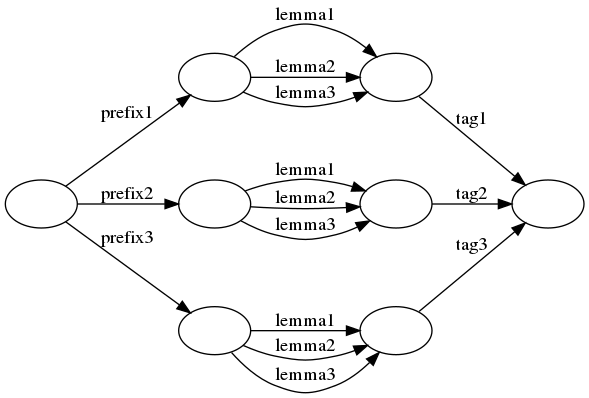 prefix1
lemma1
lemma2
lemma3
tag1
prefix2
lemma1
lemma2
lemma3
tag2
prefix3
lemma1
lemma2
lemma3
tag3